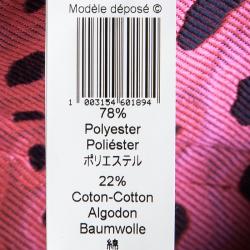 Modèle déposé ©
1 003154 601894
78%
Polyester
Poliéster
ポリエステル
22%
Coton-Cotton
Algodon
Baumwolle
綿